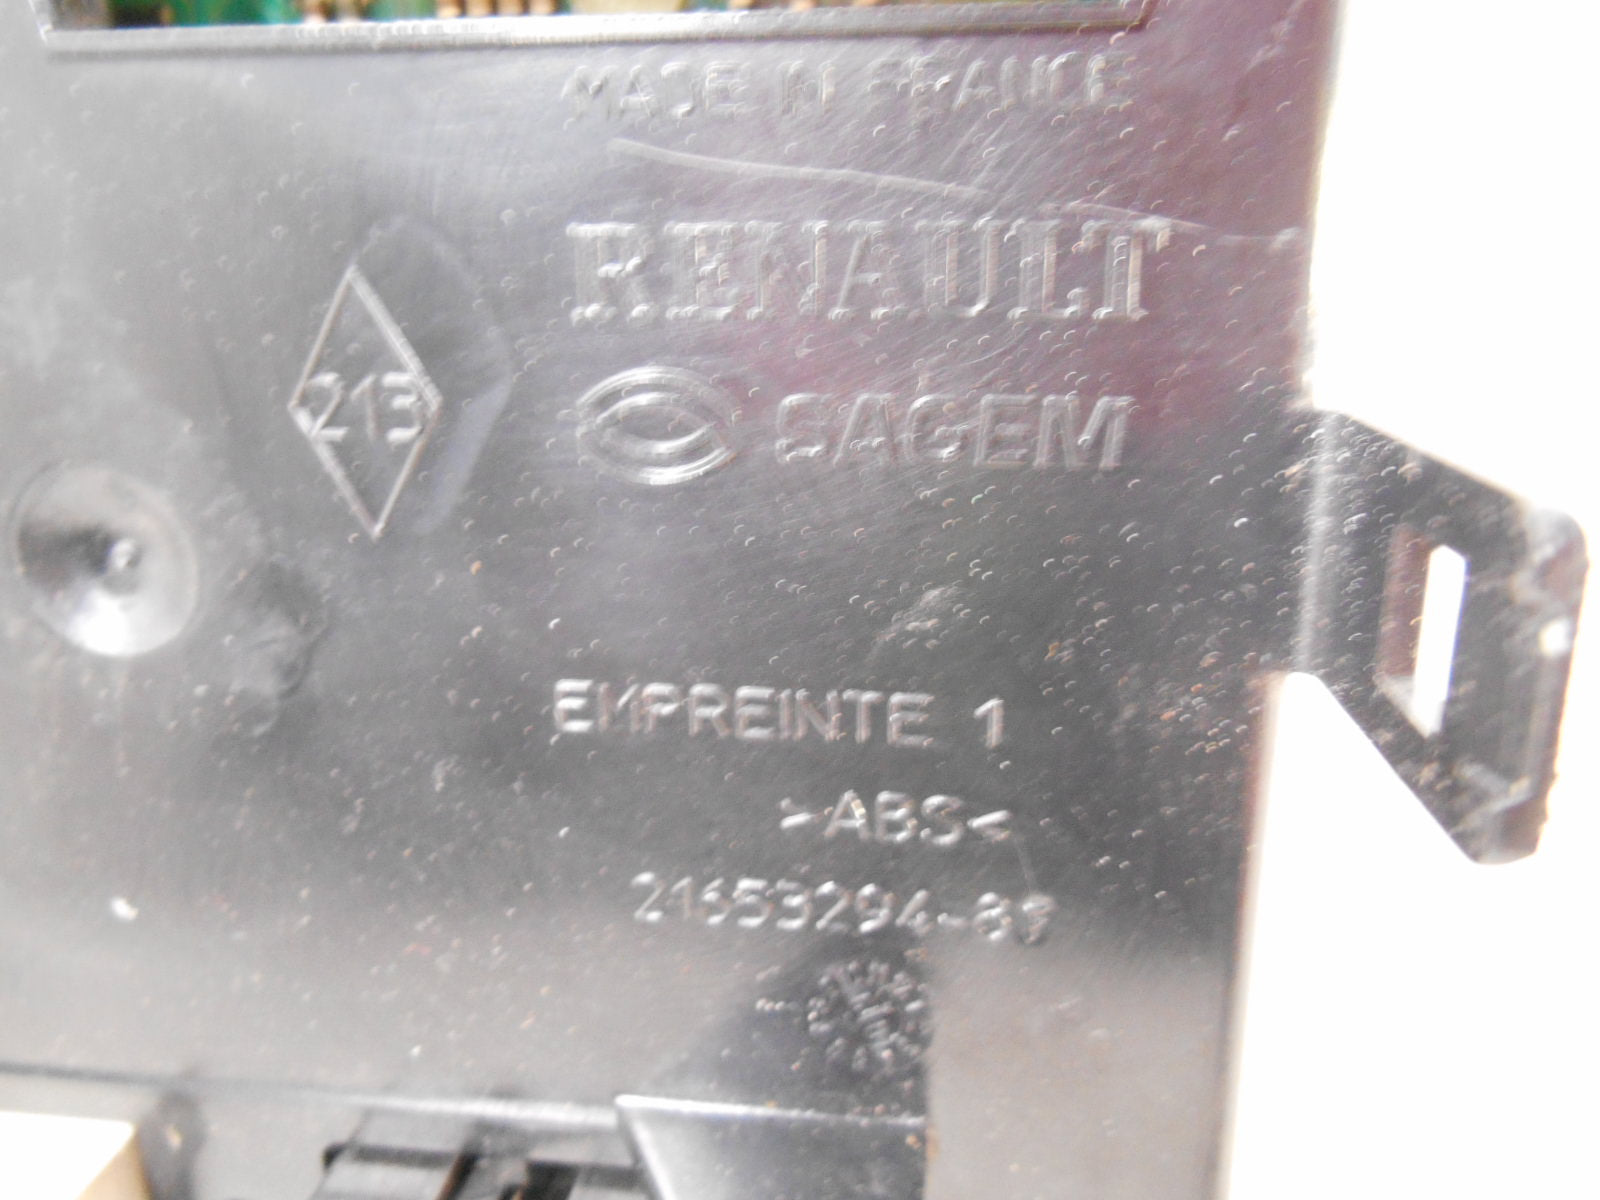 MADE IN FRANCE
RENAULT
213
SAGEM
EMPREINTE 1
>ABS<